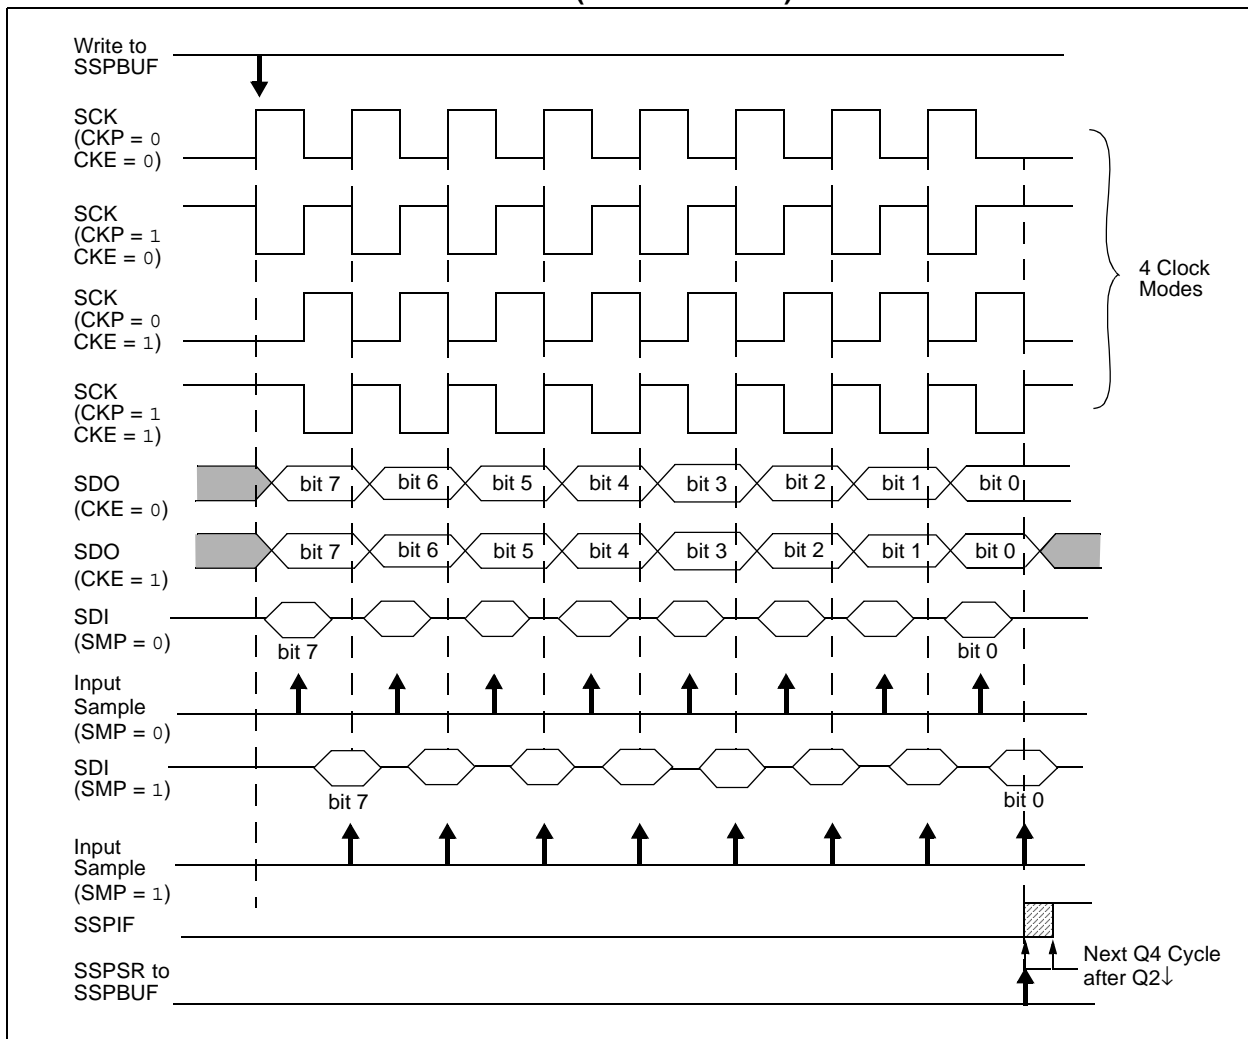 Write to
SSPBUF
SCK
(CKP = 0
CKE = 0)
SCK
(CKP = 1
CKE = 0)
SCK
(CKP = 0
CKE = 1)
SCK
(CKP = 1
CKE = 1)
4 Clock
Modes
SDO
(CKE = 0)
bit 7 bit 6 bit 5 bit 4 bit 3 bit 2 bit 1 bit 0
SDO
(CKE = 1)
bit 7 bit 6 bit 5 bit 4 bit 3 bit 2 bit 1 bit 0
SDI
(SMP = 0)
bit 7 bit 0
Input
Sample
(SMP = 0)
SDI
(SMP = 1)
bit 7 bit 0
Input
Sample
(SMP = 1)
SSPIF
Next Q4 Cycle
after Q2↓
SSPSR to
SSPBUF